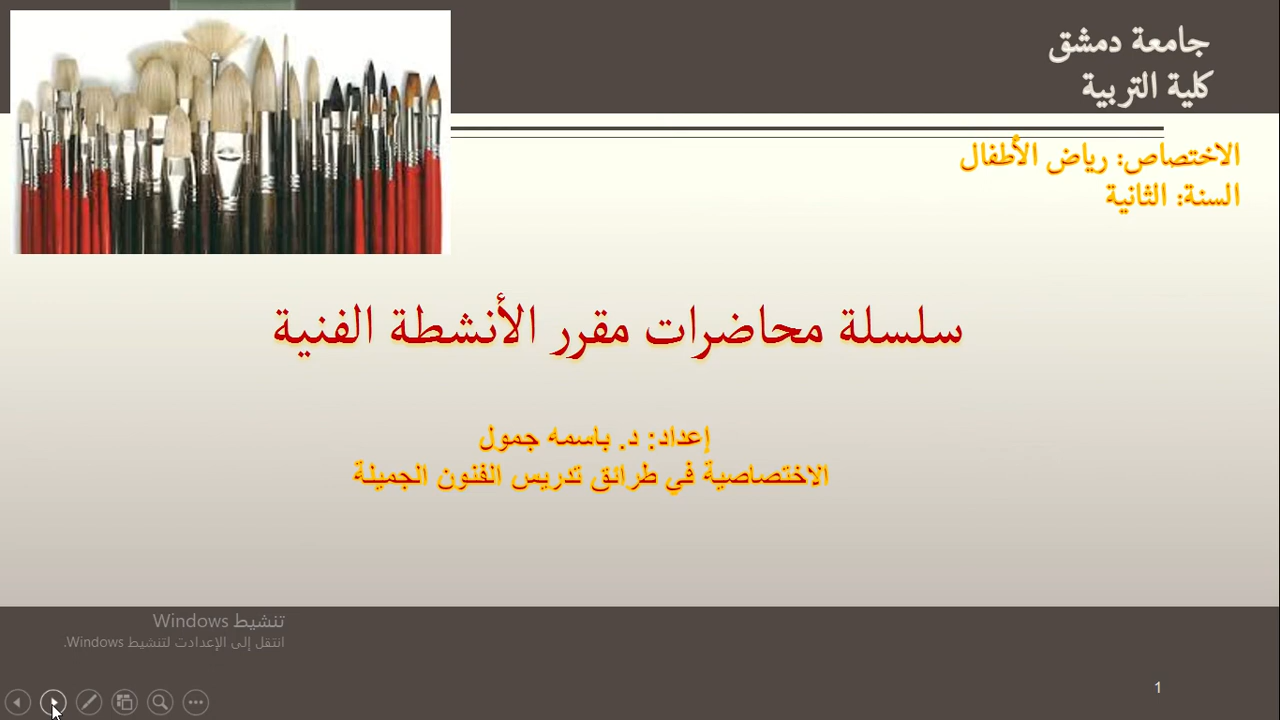 جامعة دمشق
كلية التربية
الاختصاص: رياض الأطفال
السنة: الثانية
سلسلة محاضرات مقرر الأنشطة الفنية
إعداد: د. باسمه جمول
الاختصاصية في طرائق تدريس الفنون الجميلة
تنشيط Windows
انتقل إلى الإعدادت لتنشيط Windows.
1